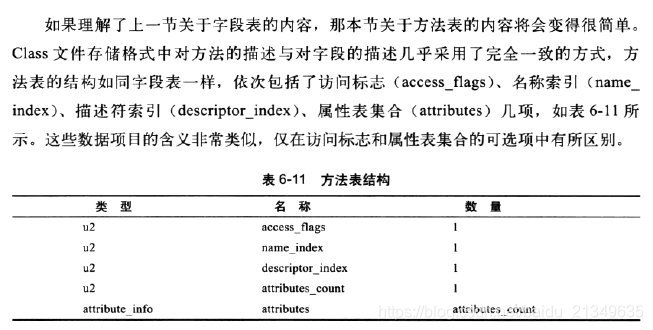 如果理解了上一节关于字段表的内容，那本节关于方法表的内容将会变得很简单。
Class 文件存储格式中对方法的描述与对字段的描述几乎采用了完全一致的方式，方
法表的结构如同字段表一样，依次包括了访问标志（access_flags）、名称索引（name_
index）、描述符索引（descriptor_index）、属性表集合（attributes）几项，如表 6-11 所
示。这些数据项目的含义非常类似，仅在访问标志和属性表集合的可选项中有所区别。
表 6-11 方法表结构
类 型 名 称 数 量
u2 access_flags 1
u2 name_index 1
u2 descriptor_index 1
u2 attributes_count 1
attribute_info attributes attributes_count